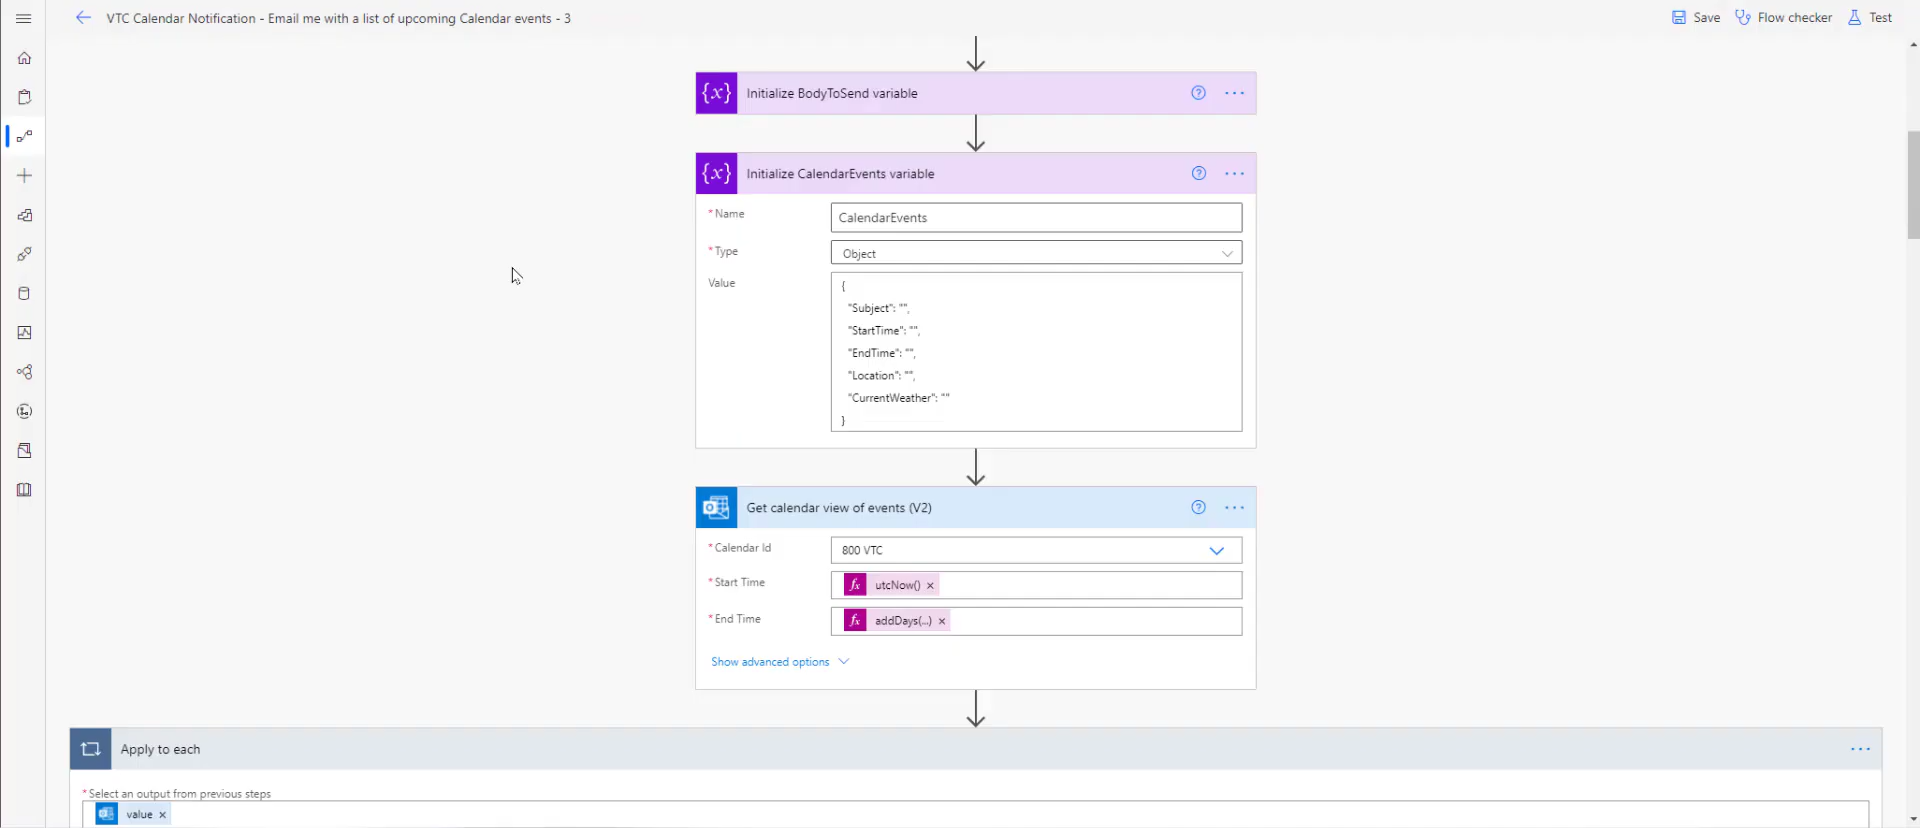 VTC Calendar Notification - Email me with a list of upcoming Calendar events - 3
Save
Flow checker
Test
{x} Initialize BodyToSend variable
{x} Initialize CalendarEvents variable
* Name
CalendarEvents
* Type
Object
Value
{
"Subject": "",
"StartTime": "",
"EndTime": "",
"Location": "",
"CurrentWeather": ""
}
Get calendar view of events (V2)
* Calendar Id
800 VTC
* Start Time
fx utcNow() ×
* End Time
fx addDays(...) ×
Show advanced options
Apply to each
* Select an output from previous steps
value ×